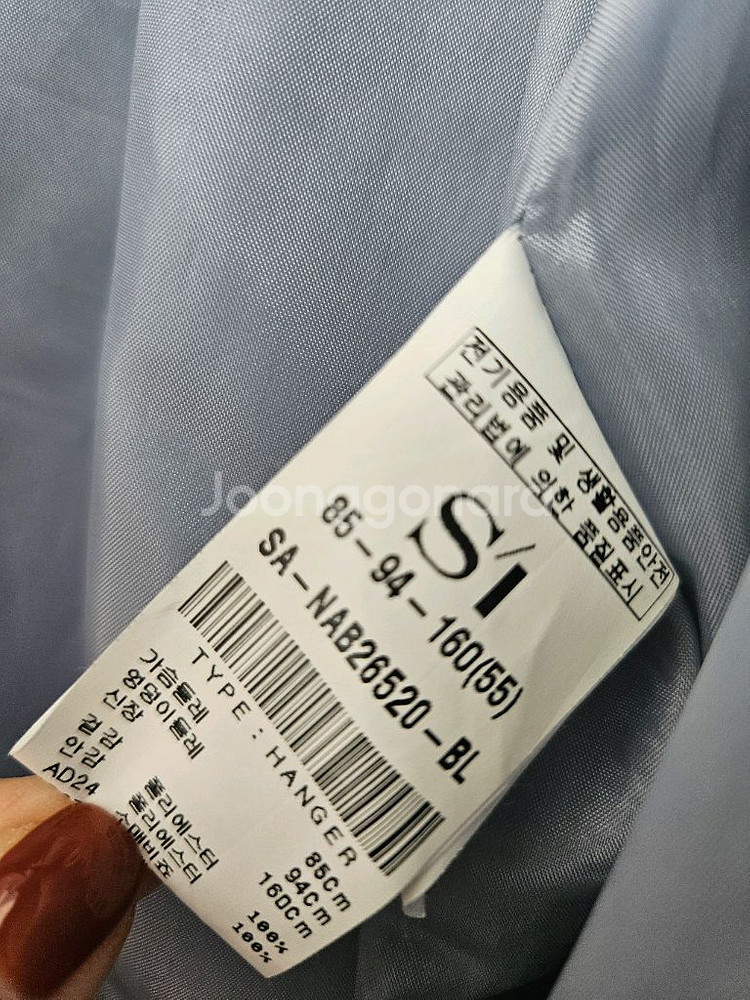 전기용품 및 생활용품안전
관리법에 의한 품질표시
S/I
85-94-160(55)
SA-NAB26520-BL
TYPE : HANGER
가슴둘레 85cm
엉덩이둘레 94cm
신장 160cm
겉감 폴리에스터 100%
안감 폴리에스터 100%
AD24
Joonggonara